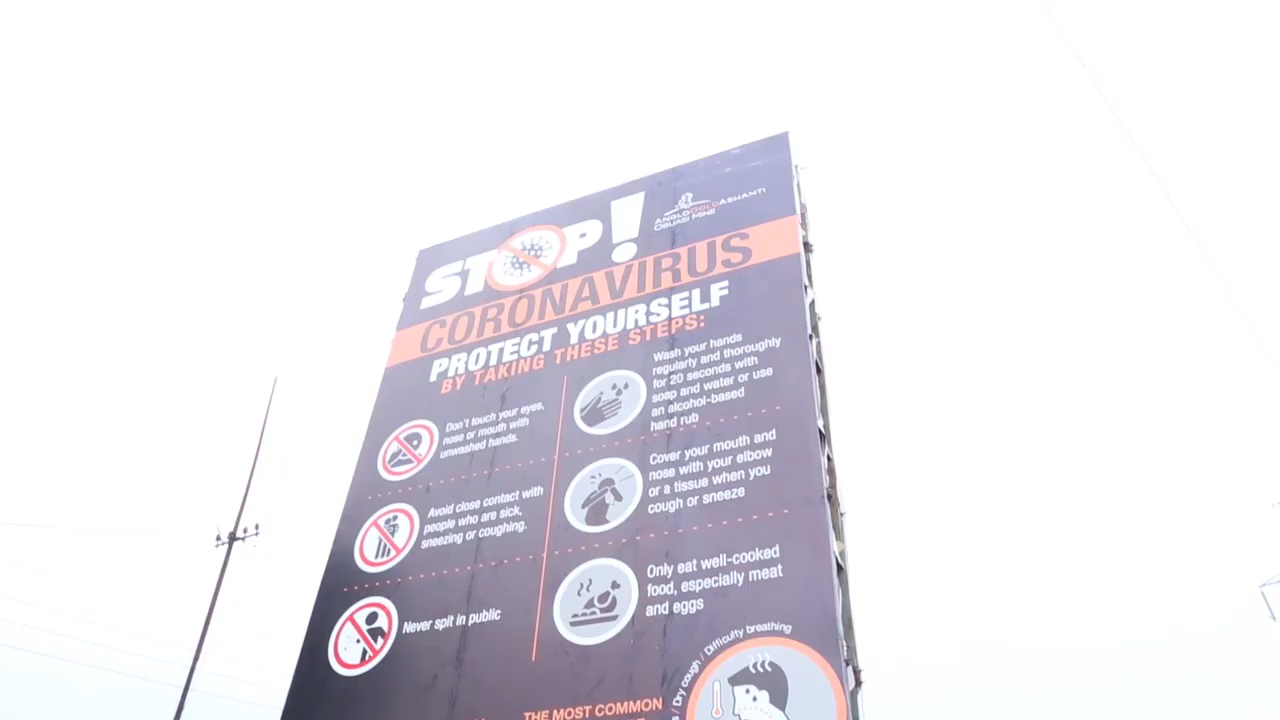 STOP!
ANGLOGOLDASHANTI
OBUASI MINE
CORONAVIRUS
PROTECT YOURSELF
BY TAKING THESE STEPS:
Don't touch your eyes,
nose or mouth with
unwashed hands.
Avoid close contact with
people who are sick,
sneezing or coughing.
Never spit in public
Wash your hands
regularly and thoroughly
for 20 seconds with
soap and water or use
an alcohol-based
hand rub
Cover your mouth and
nose with your elbow
or a tissue when you
cough or sneeze
Only eat well-cooked
food, especially meat
and eggs
/ Dry cough / Difficulty breathing
THE MOST COMMON